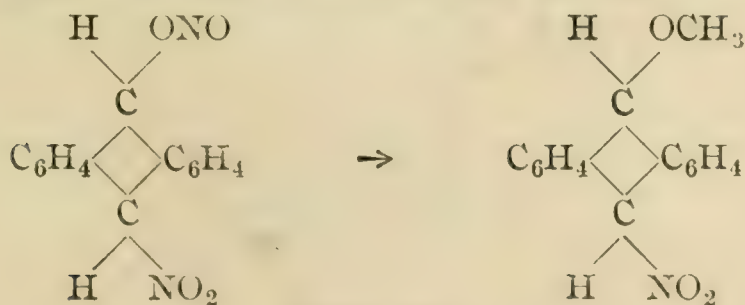 H ONO H OCH₃
C C
C₆H₄ C₆H₄ → C₆H₄ C₆H₄
C C
H NO₂ H NO₂